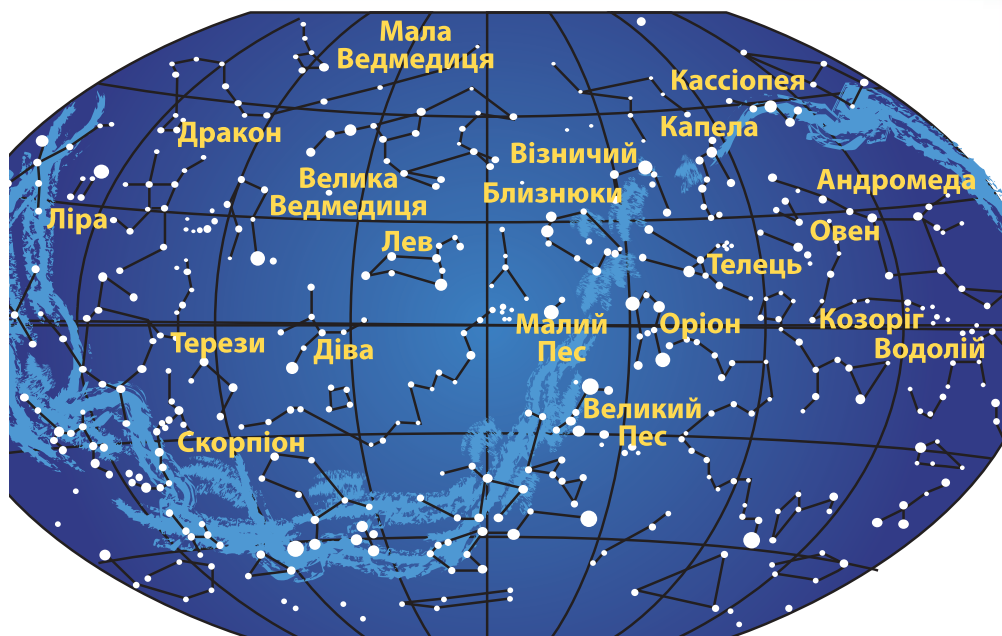 Мала
Ведмедиця
Кассіопея
Дракон
Капела
Візничий
Велика
Ведмедиця
Близнюки
Андромеда
Ліра
Лев
Овен
Телець
Терези
Діва
Малий
Пес
Оріон
Козоріг
Водолій
Великий
Пес
Скорпіон